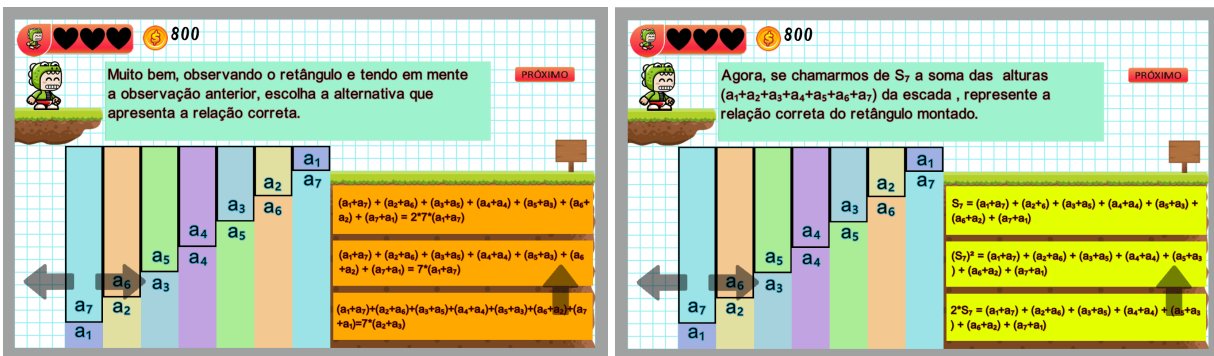 800
Muito bem, observando o retângulo e tendo em mente
a observação anterior, escolha a alternativa que
apresenta a relação correta.
PRÓXIMO
a₁
a₇
a₂
a₆
a₃
a₅
a₄
a₄
a₅
a₃
a₆
a₂
a₇
a₁
(a₁+a₇) + (a₂+a₆) + (a₃+a₅) + (a₄+a₄) + (a₅+a₃) + (a₆+
a₂) + (a₇+a₁) = 2*7*(a₁+a₇)
(a₁+a₇) + (a₂+a₆) + (a₃+a₅) + (a₄+a₄) + (a₅+a₃) + (a₆
+a₂) + (a₇+a₁) = 7*(a₁+a₇)
(a₁+a₇)+(a₂+a₆)+(a₃+a₅)+(a₄+a₄)+(a₅+a₃)+(a₆+a₂)+(a₇
+a₁)=7*(a₂+a₃)
800
Agora, se chamarmos de S₇ a soma das alturas
(a₁+a₂+a₃+a₄+a₅+a₆+a₇) da escada , represente a
relação correta do retângulo montado.
PRÓXIMO
a₁
a₇
a₂
a₆
a₃
a₅
a₄
a₄
a₅
a₃
a₆
a₂
a₇
a₁
S₇ = (a₁+a₇) + (a₂+a₆) + (a₃+a₅) + (a₄+a₄) + (a₅+a₃) +
(a₆+a₂) + (a₇+a₁)
(S₇)² = (a₁+a₇) + (a₂+a₆) + (a₃+a₅) + (a₄+a₄) + (a₅+a₃
) + (a₆+a₂) + (a₇+a₁)
2*S₇ = (a₁+a₇) + (a₂+a₆) + (a₃+a₅) + (a₄+a₄) + (a₅+a₃
) + (a₆+a₂) + (a₇+a₁)